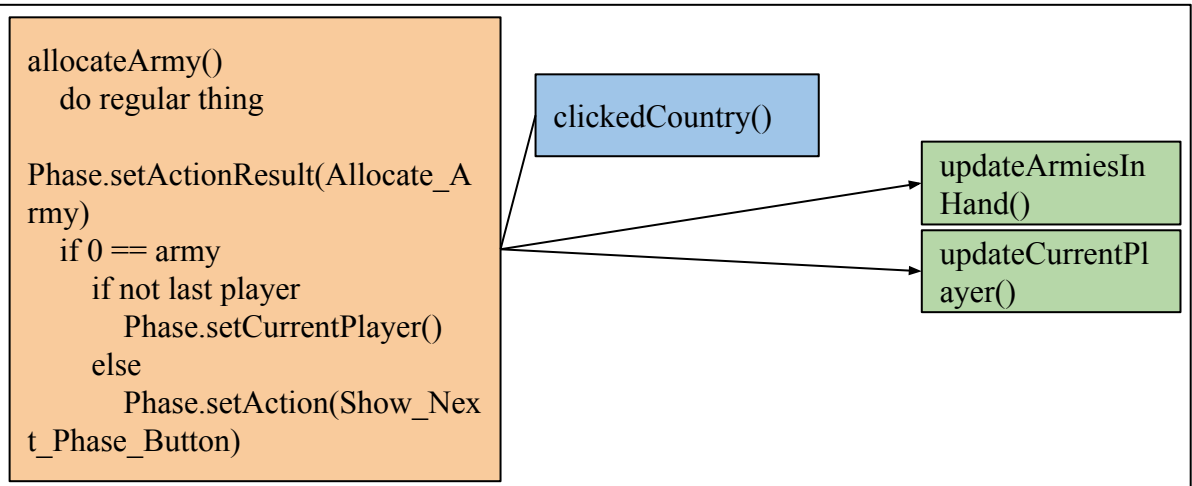 allocateArmy()
do regular thing
Phase.setActionResult(Allocate_A
rmy)
if 0 == army
if not last player
Phase.setCurrentPlayer()
else
Phase.setAction(Show_Nex
t_Phase_Button)
clickedCountry()
updateArmiesIn
Hand()
updateCurrentPl
ayer()